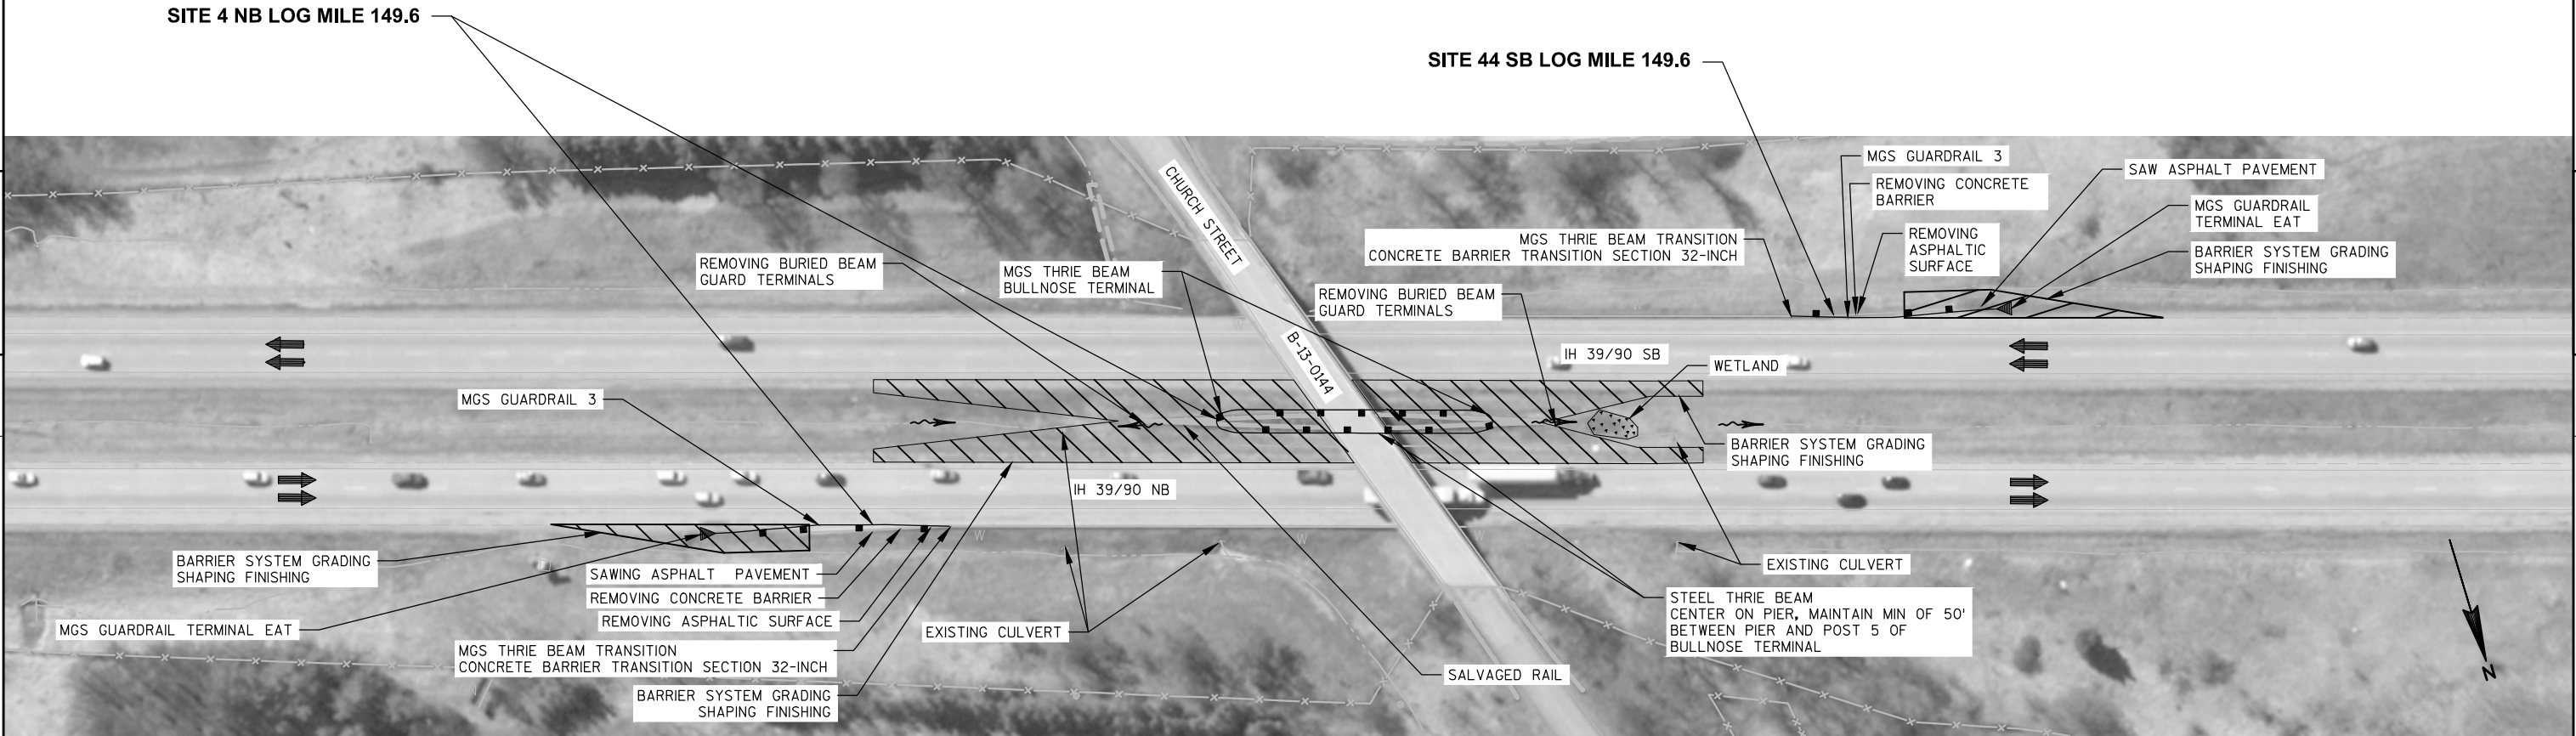 SITE 4 NB LOG MILE 149.6
SITE 44 SB LOG MILE 149.6
MGS GUARDRAIL 3
SAW ASPHALT PAVEMENT
REMOVING CONCRETE
BARRIER
MGS GUARDRAIL
TERMINAL EAT
REMOVING
ASPHALTIC
SURFACE
BARRIER SYSTEM GRADING
SHAPING FINISHING
CHURCH STREET
MGS THRIE BEAM TRANSITION
CONCRETE BARRIER TRANSITION SECTION 32-INCH
REMOVING BURIED BEAM
GUARD TERMINALS
MGS THRIE BEAM
BULLNOSE TERMINAL
REMOVING BURIED BEAM
GUARD TERMINALS
B-13-0144
IH 39/90 SB
WETLAND
MGS GUARDRAIL 3
BARRIER SYSTEM GRADING
SHAPING FINISHING
IH 39/90 NB
W
W
W
BARRIER SYSTEM GRADING
SHAPING FINISHING
SAWING ASPHALT PAVEMENT
REMOVING CONCRETE BARRIER
REMOVING ASPHALTIC SURFACE
EXISTING CULVERT
MGS GUARDRAIL TERMINAL EAT
EXISTING CULVERT
STEEL THRIE BEAM
CENTER ON PIER, MAINTAIN MIN OF 50'
BETWEEN PIER AND POST 5 OF
BULLNOSE TERMINAL
MGS THRIE BEAM TRANSITION
CONCRETE BARRIER TRANSITION SECTION 32-INCH
SALVAGED RAIL
BARRIER SYSTEM GRADING
SHAPING FINISHING
N